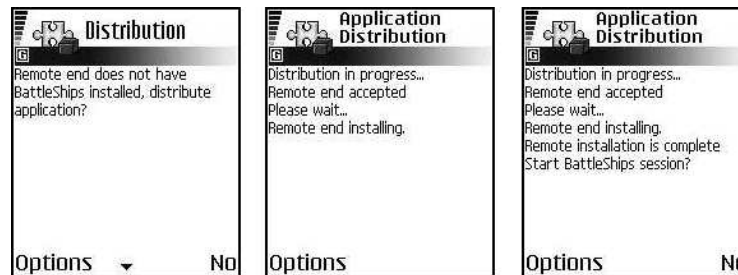 Distribution
G
Remote end does not have
BattleShips installed, distribute
application?
Options
No
Application
Distribution
G
Distribution in progress...
Remote end accepted
Please wait...
Remote end installing.
Options
Application
Distribution
G
Distribution in progress...
Remote end accepted
Please wait...
Remote end installing.
Remote installation is complete
Start BattleShips session?
Options
No